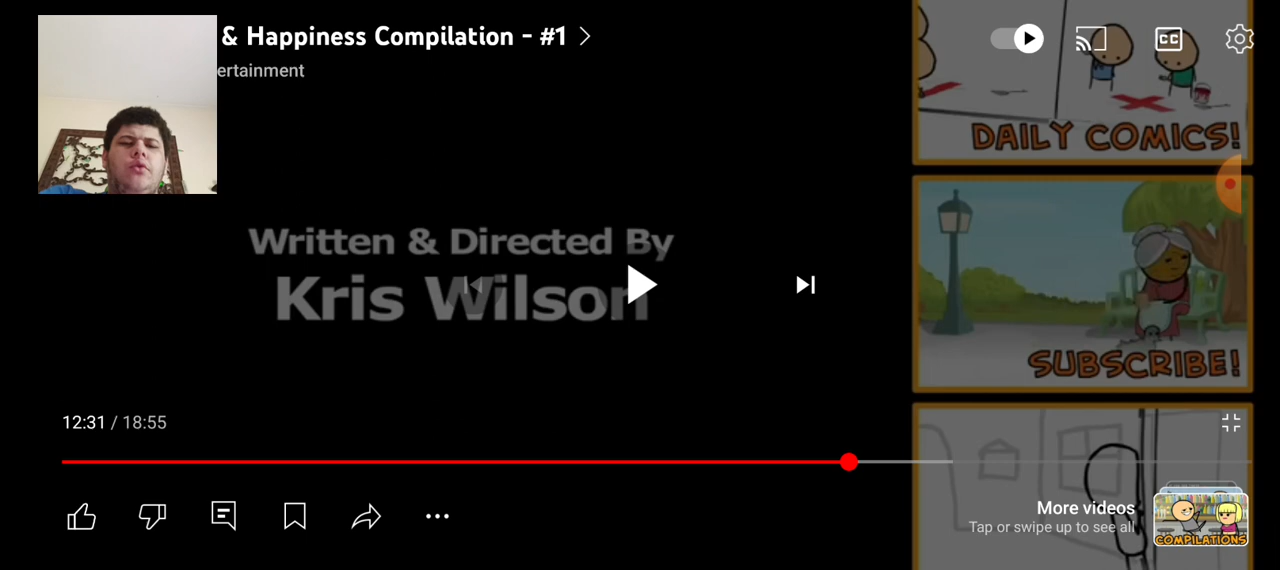 & Happiness Compilation - #1
ertainment
DAILY COMICS!
Written & Directed By
Kris Wilson
SUBSCRIBE!
12:31 / 18:55
More videos
Tap or swipe up to see all
COMPILATIONS
CC